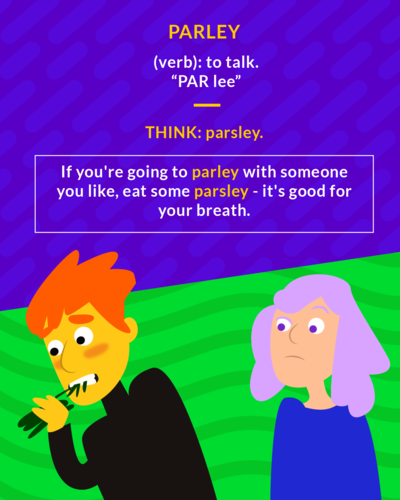 PARLEY
(verb): to talk.
“PAR lee”
THINK: parsley.
If you're going to parley with someone
you like, eat some parsley - it's good for
your breath.